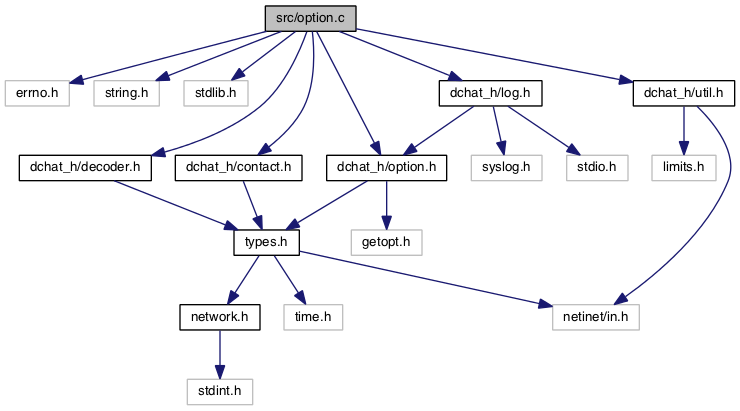 src/option.c
errno.h
string.h
stdlib.h
dchat_h/log.h
dchat_h/util.h
dchat_h/decoder.h
dchat_h/contact.h
dchat_h/option.h
syslog.h
stdio.h
limits.h
types.h
getopt.h
network.h
time.h
netinet/in.h
stdint.h